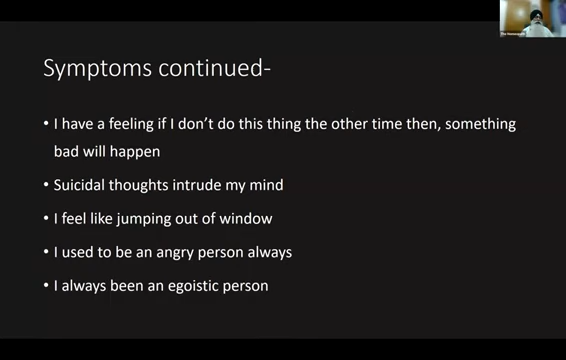 Symptoms continued-
• I have a feeling if I don't do this thing the other time then, something
bad will happen
• Suicidal thoughts intrude my mind
• I feel like jumping out of window
• I used to be an angry person always
• I always been an egoistic person